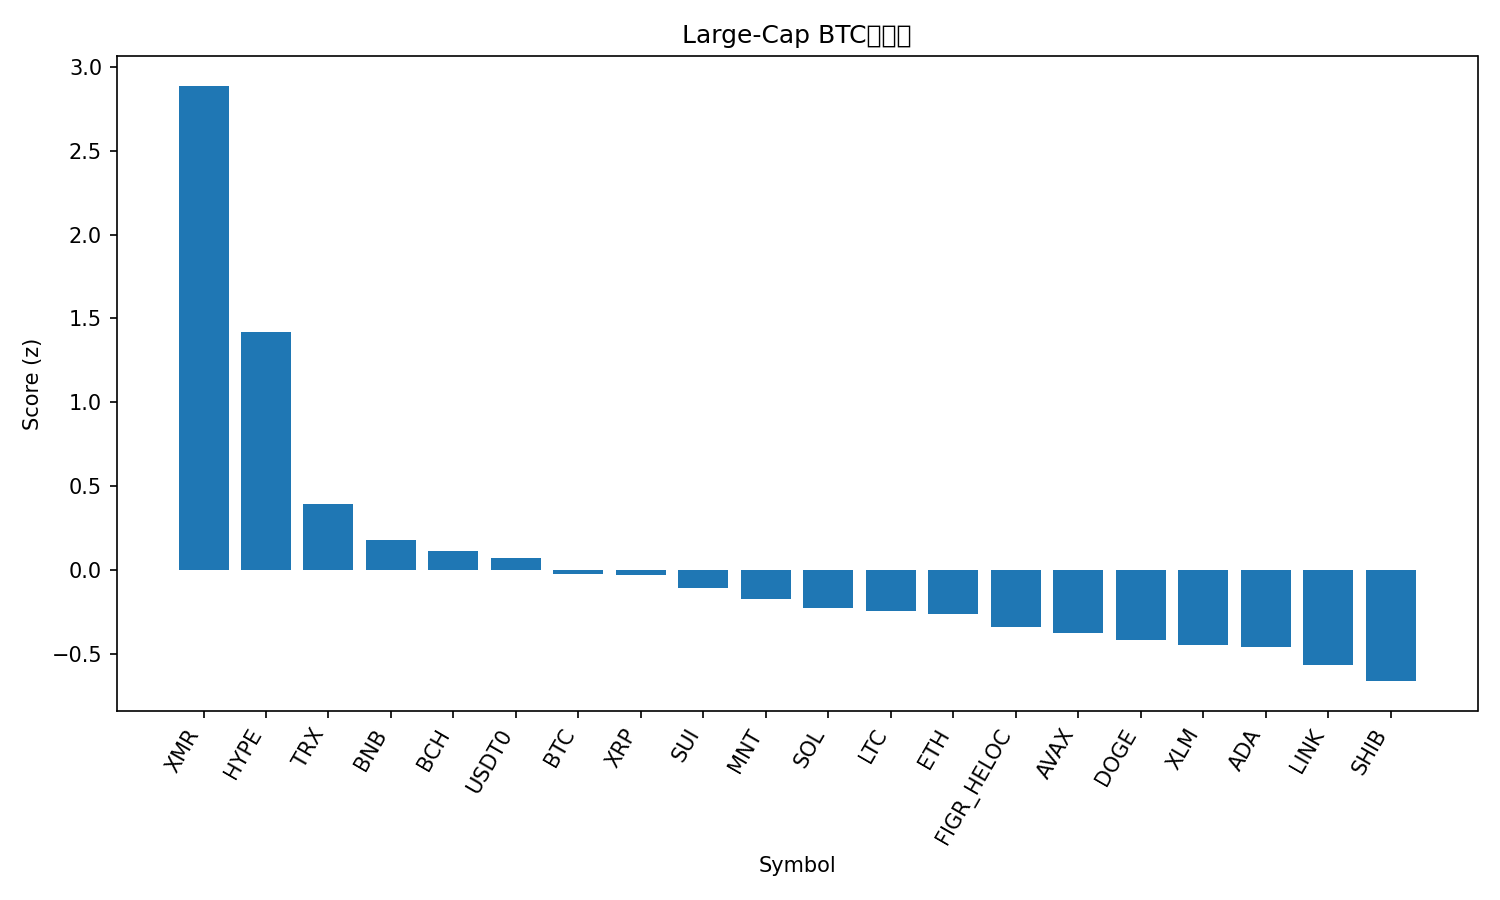 Large-Cap BTC
3.0
2.5
2.0
1.5
1.0
0.5
0.0
−0.5
Score (z)
XMR
HYPE
TRX
BNB
BCH
USDT0
BTC
XRP
SUI
MNT
SOL
LTC
ETH
FIGR_HELOC
AVAX
DOGE
XLM
ADA
LINK
SHIB
Symbol